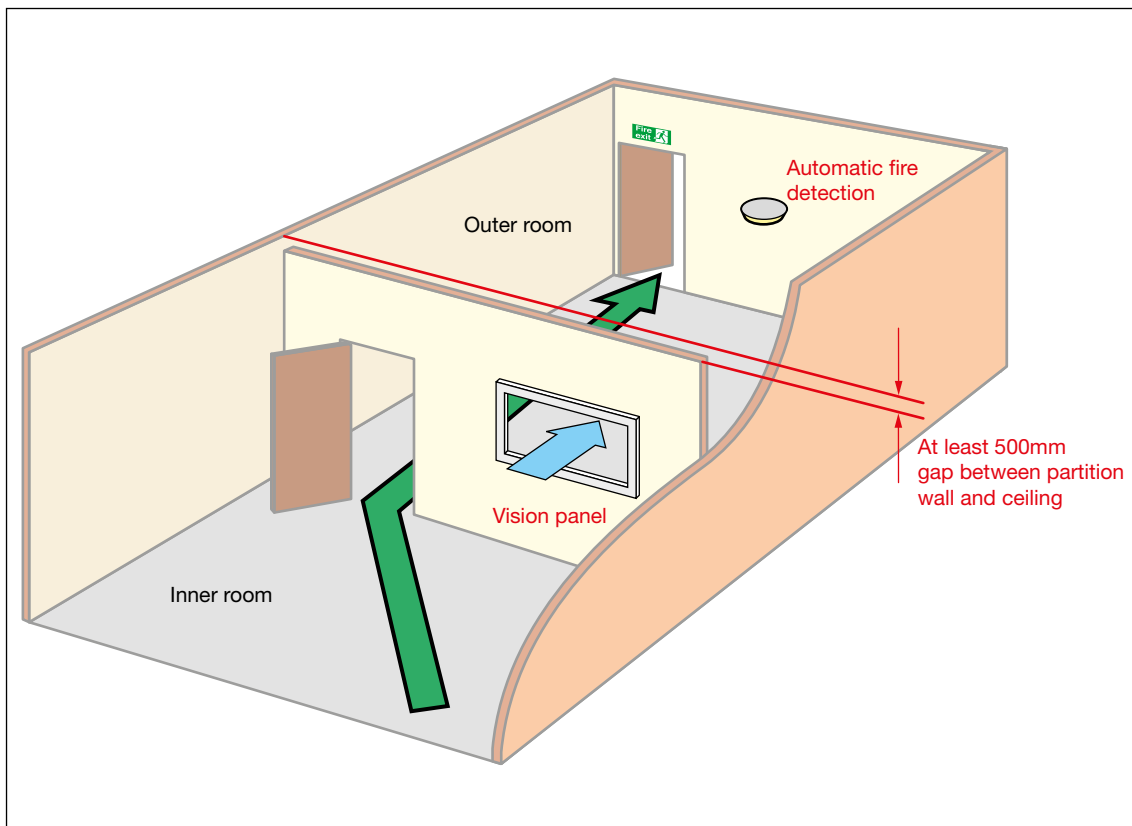 Fire
exit
Automatic fire
detection
Outer room
Vision panel
At least 500mm
gap between partition
wall and ceiling
Inner room